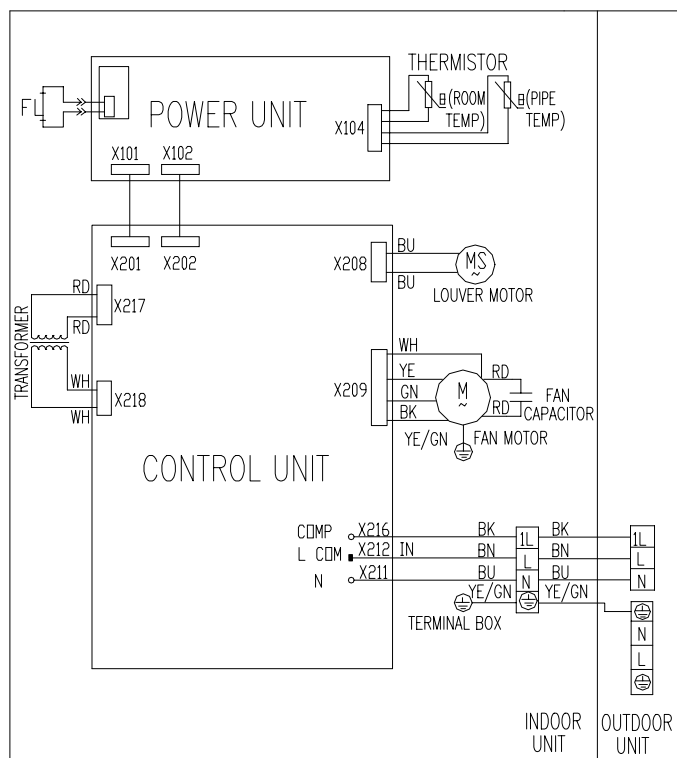 THERMISTOR
FL
POWER UNIT
(ROOM TEMP)
(PIPE TEMP)
X104
X101
X102
X201
X202
X208
BU
BU
MS
~
LOUVER MOTOR
TRANSFORMER
RD
X217
RD
WH
X218
WH
WH
X209
YE
GN
BK
YE/GN
M
~
RD
RD
FAN
CAPACITOR
FAN MOTOR
CONTROL UNIT
COMP X216 BK 1L BK 1L
L COM X212 IN BN L BN L
N X211 BU N BU N
YE/GN YE/GN
TERMINAL BOX
N
L
INDOOR
UNIT
OUTDOOR
UNIT